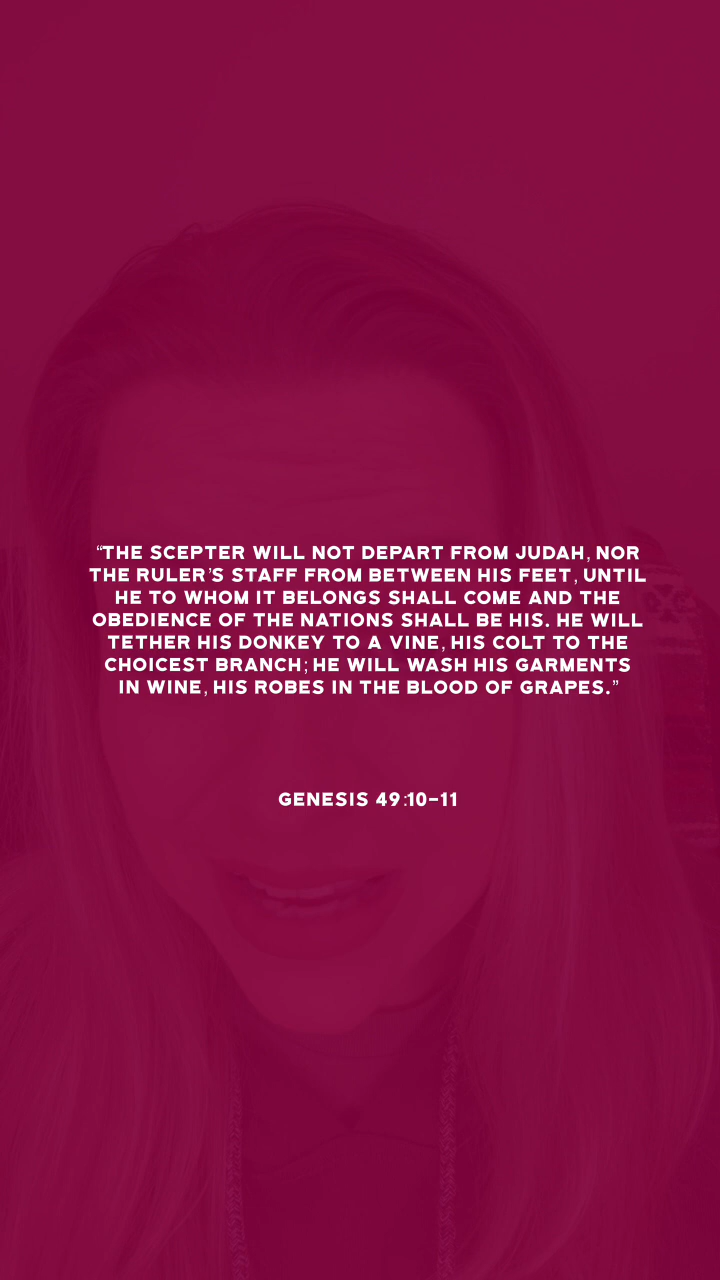 “THE SCEPTER WILL NOT DEPART FROM JUDAH, NOR
THE RULER’S STAFF FROM BETWEEN HIS FEET, UNTIL
HE TO WHOM IT BELONGS SHALL COME AND THE
OBEDIENCE OF THE NATIONS SHALL BE HIS. HE WILL
TETHER HIS DONKEY TO A VINE, HIS COLT TO THE
CHOICEST BRANCH; HE WILL WASH HIS GARMENTS
IN WINE, HIS ROBES IN THE BLOOD OF GRAPES.”
GENESIS 49:10-11